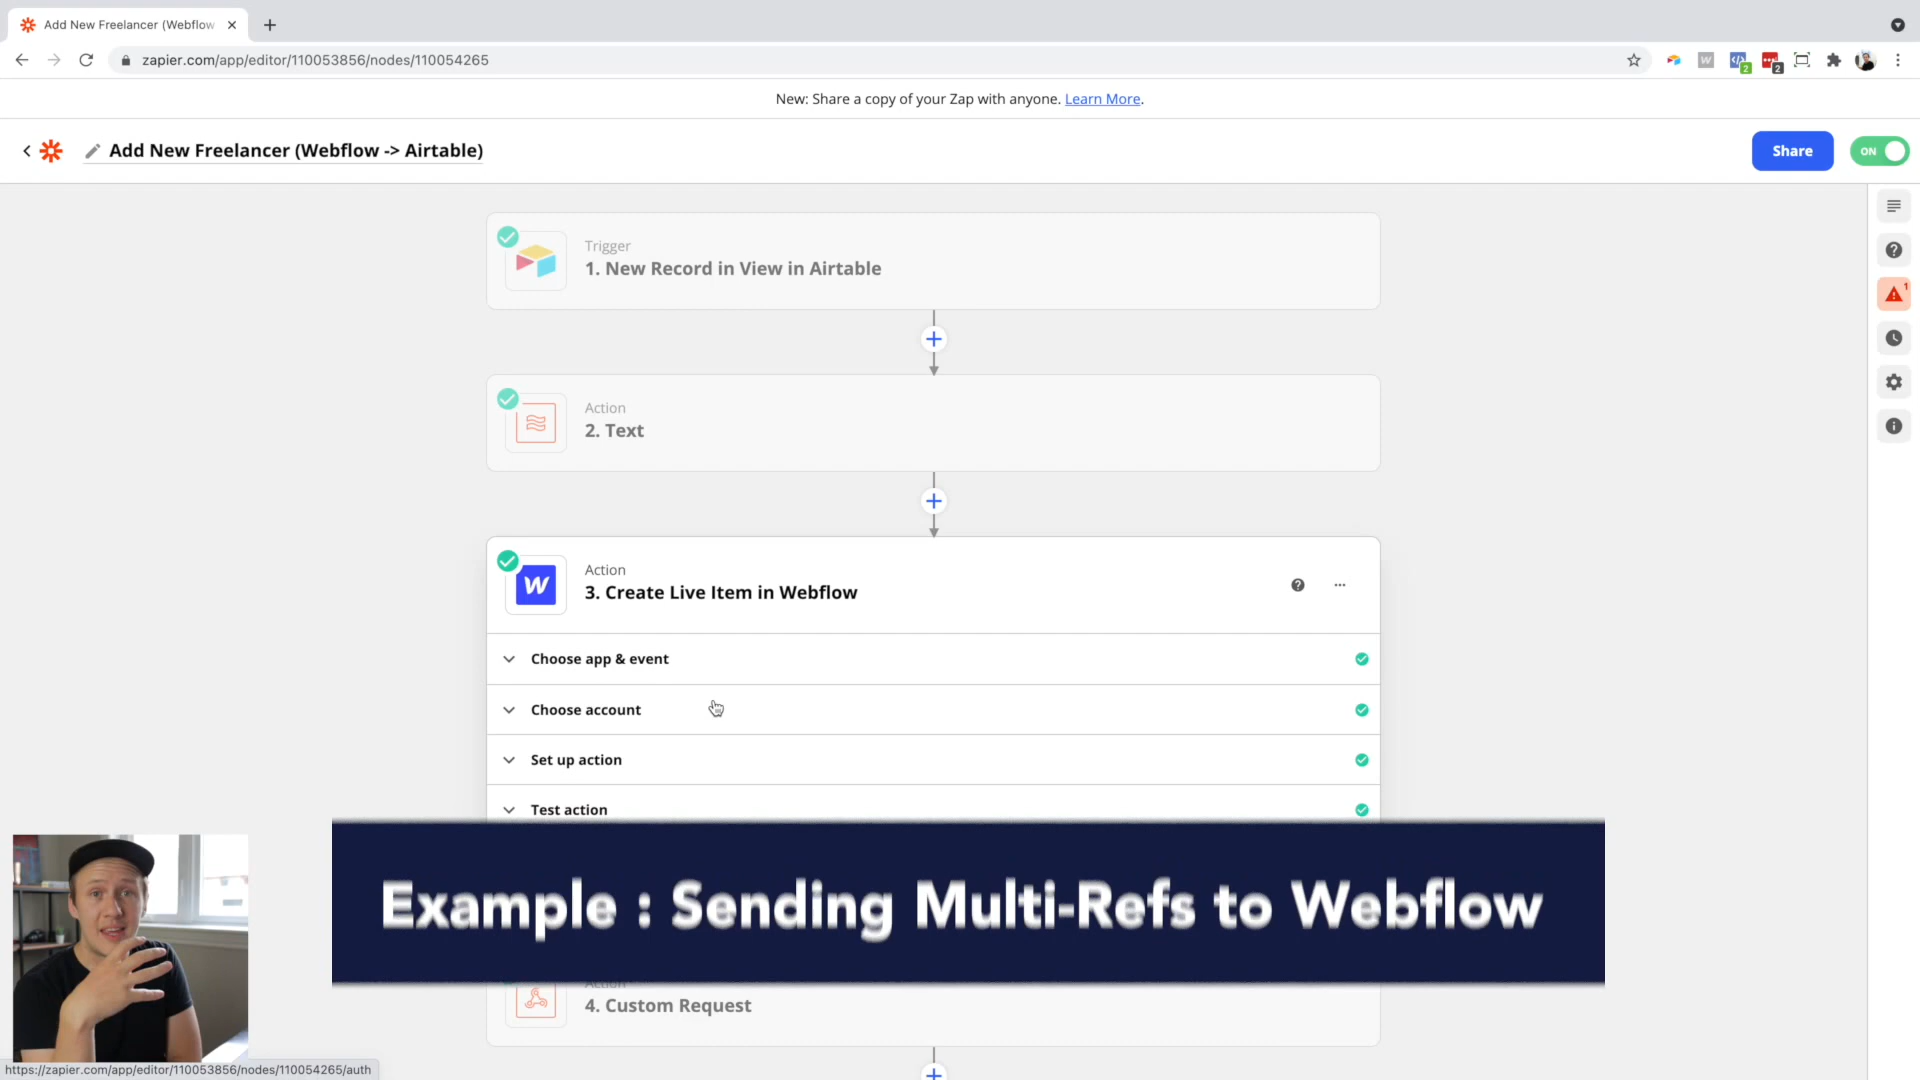 Add New Freelancer (Webflow
zapier.com/app/editor/110053856/nodes/110054265
2
2
New: Share a copy of your Zap with anyone. Learn More.
Add New Freelancer (Webflow -> Airtable)
Share
ON
Trigger
1. New Record in View in Airtable
1
Action
2. Text
Action
3. Create Live Item in Webflow
Choose app & event
Choose account
Set up action
Test action
Example : Sending Multi-Refs to Webflow
Action
4. Custom Request
https://zapier.com/app/editor/110053856/nodes/110054265/auth